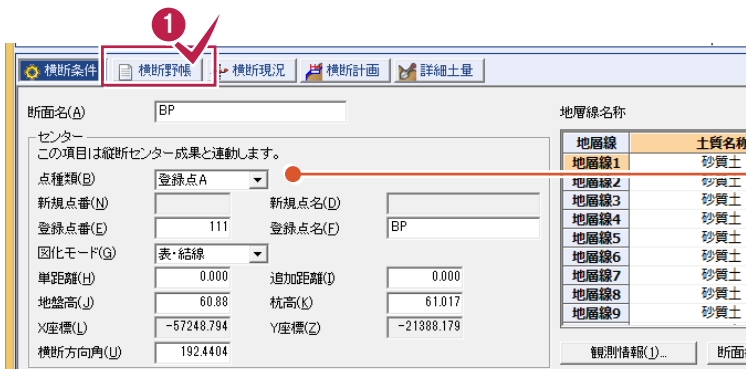 1
横断条件 横断野帳 横断現況 横断計画 詳細土量
断面名(A) BP 地層線名称
センター
この項目は縦断センター成果と連動します。
点種類(B) 登録点A
新規点番(N) 新規点名(D)
登録点番(E) 111 登録点名(F) BP
図化モード(G) 表・結線
単距離(H) 0.000 追加距離(I) 0.000
地盤高(J) 60.88 杭高(K) 61.017
X座標(L) -57248.794 Y座標(Z) -21388.179
横断方向角(U) 192.4404
地層線 土質名称
地層線1 砂質土
地層線2 砂質土
地層線3 砂質土
地層線4 砂質土
地層線5 砂質土
地層線6 砂質土
地層線7 砂質土
地層線8 砂質土
地層線9 砂質土
観測情報(1)... 断面